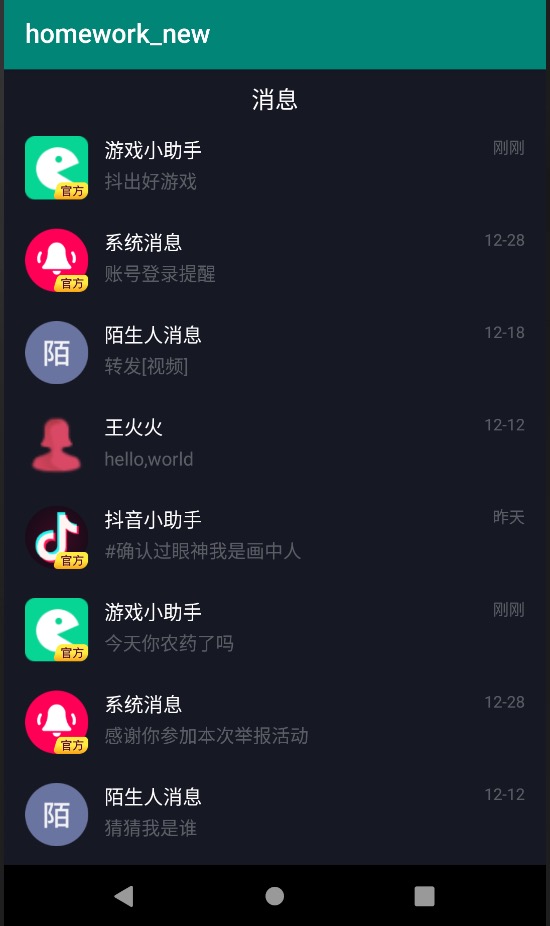 homework_new
消息
游戏小助手
刚刚
抖出好游戏
官方
系统消息
12-28
账号登录提醒
官方
陌
陌生人消息
12-18
转发[视频]
王火火
12-12
hello,world
抖音小助手
昨天
#确认过眼神我是画中人
官方
游戏小助手
刚刚
今天你农药了吗
官方
系统消息
12-28
感谢你参加本次举报活动
官方
陌
陌生人消息
12-12
猜猜我是谁